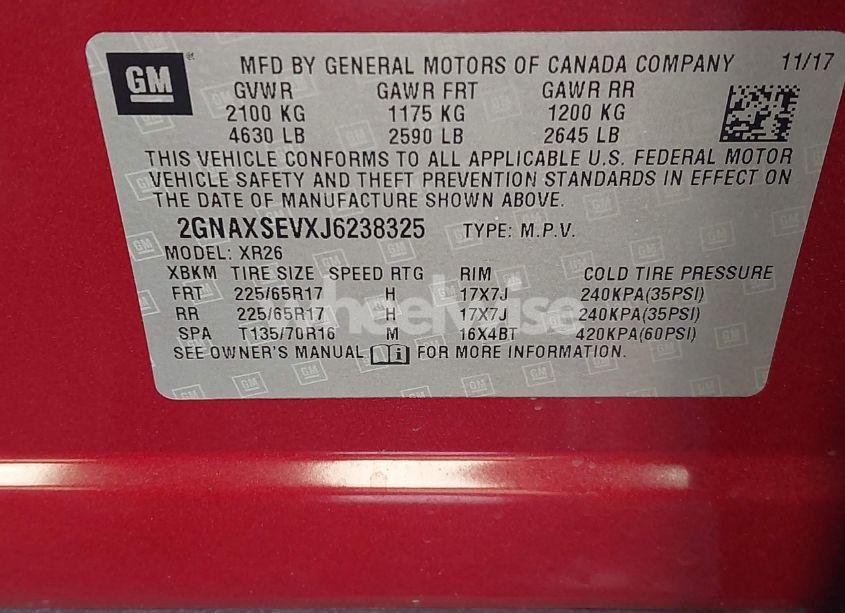 GM MFD BY GENERAL MOTORS OF CANADA COMPANY 11/17
GVWR GAWR FRT GAWR RR
2100 KG 1175 KG 1200 KG
4630 LB 2590 LB 2645 LB
THIS VEHICLE CONFORMS TO ALL APPLICABLE U.S. FEDERAL MOTOR
VEHICLE SAFETY AND THEFT PREVENTION STANDARDS IN EFFECT ON
THE DATE OF MANUFACTURE SHOWN ABOVE.
2GNAXSEVXJ6238325 TYPE: M.P.V.
MODEL: XR26
XBKM TIRE SIZE SPEED RTG RIM COLD TIRE PRESSURE
FRT 225/65R17 H 17X7J 240KPA(35PSI)
RR 225/65R17 H 17X7J 240KPA(35PSI)
SPA T135/70R16 M 16X4BT 420KPA(60PSI)
SEE OWNER'S MANUAL i FOR MORE INFORMATION.